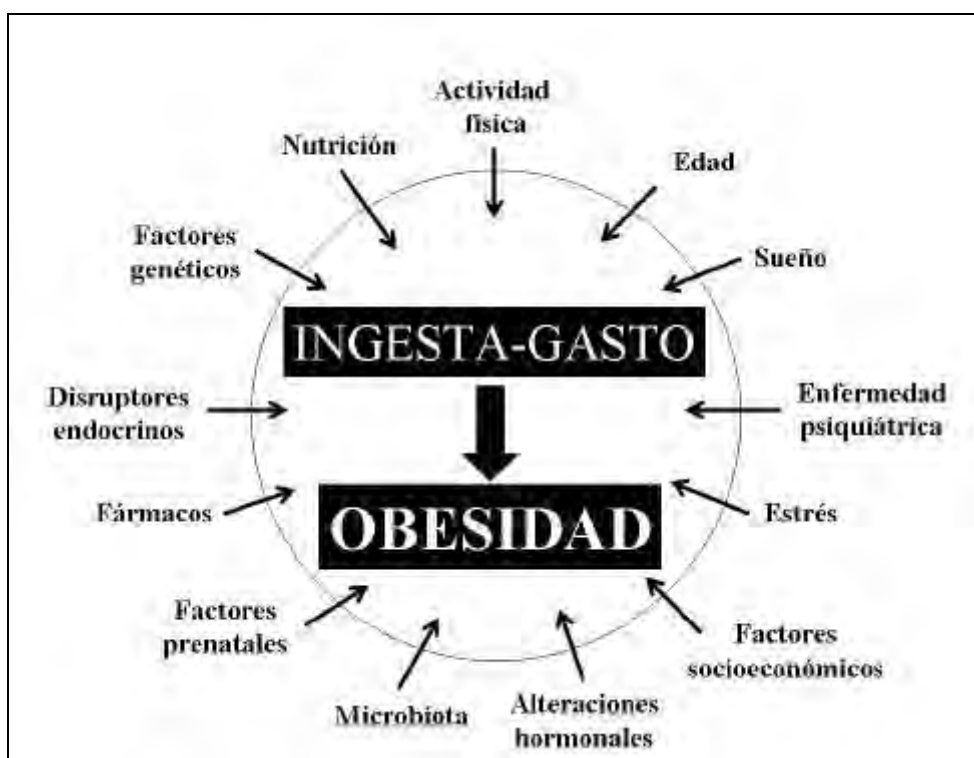 Actividad
física
Nutrición
Edad
Factores
genéticos
Sueño
INGESTA-GASTO
Disruptores
endocrinos
Enfermedad
psiquiátrica
Fármacos
Estrés
OBESIDAD
Factores
prenatales
Factores
socioeconómicos
Microbiota
Alteraciones
hormonales